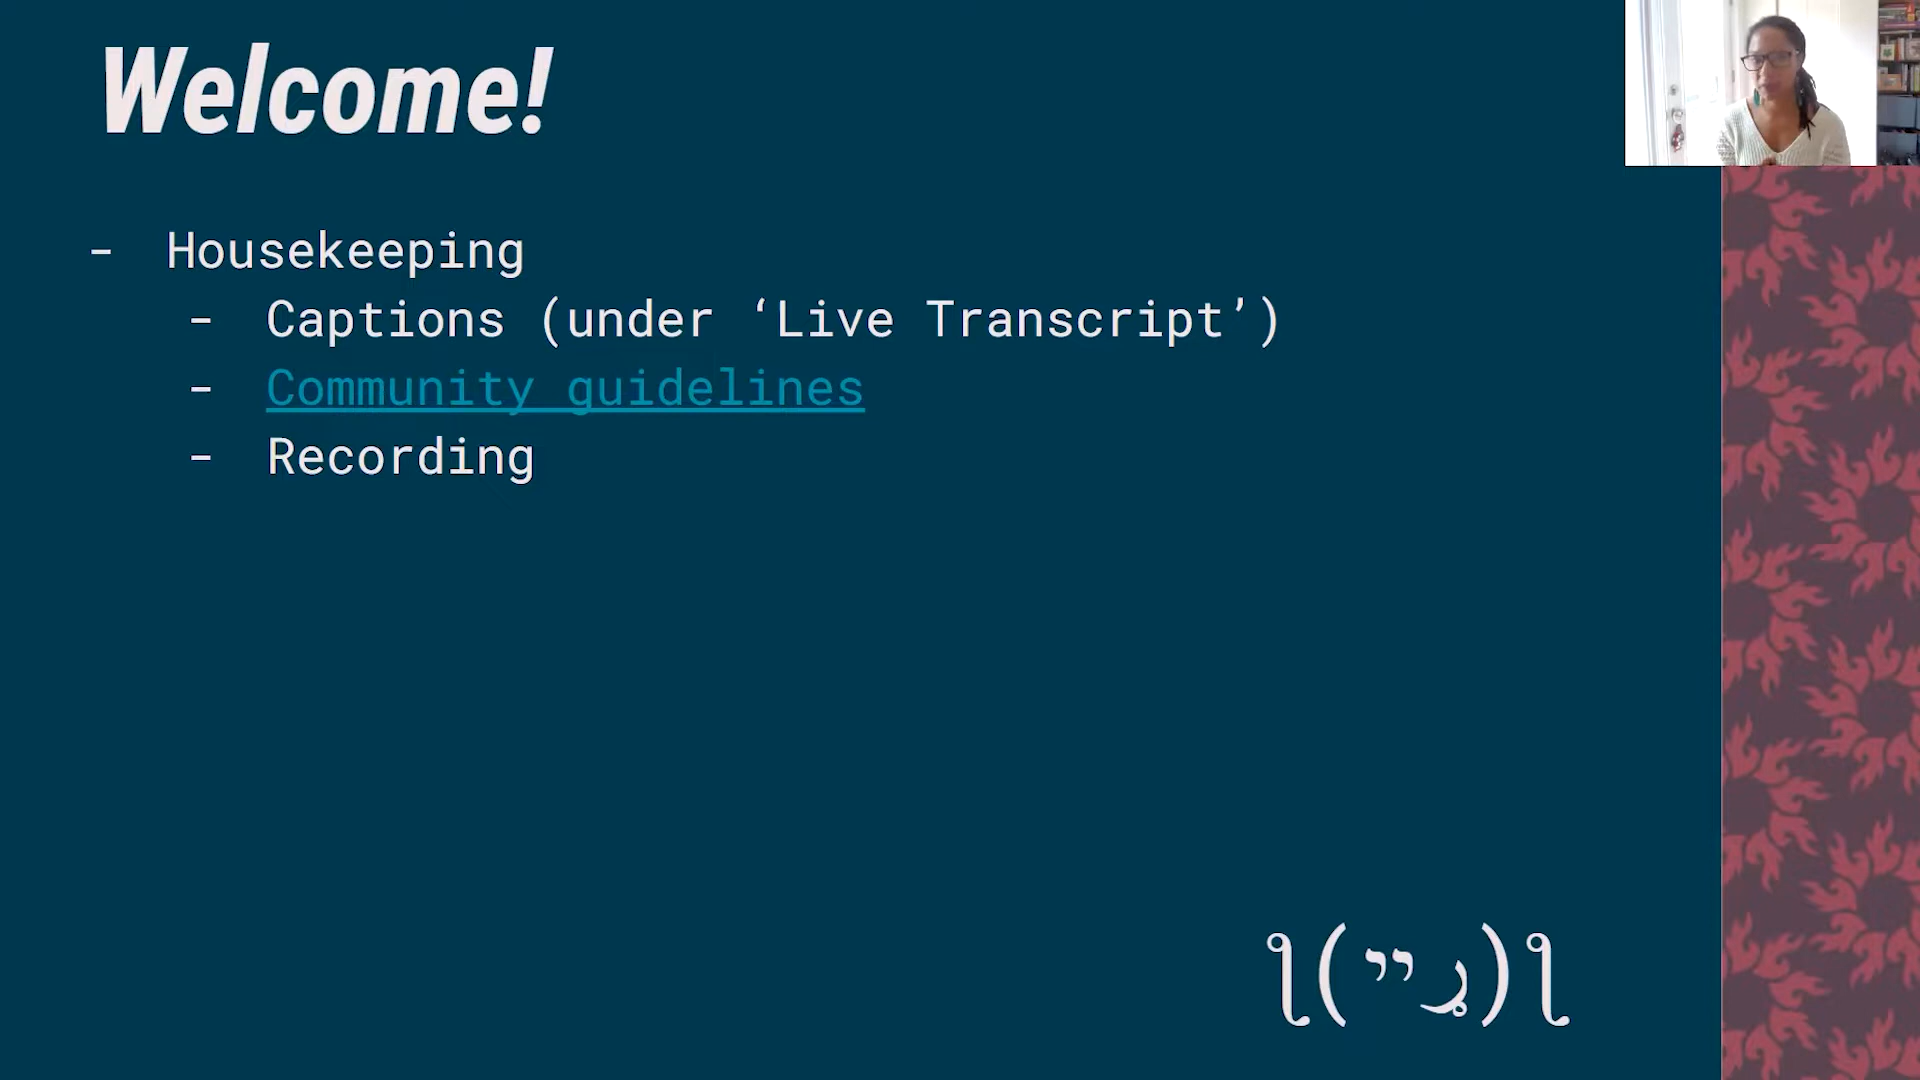 Welcome!
- Housekeeping
- Captions (under ‘Live Transcript’)
- Community guidelines
- Recording